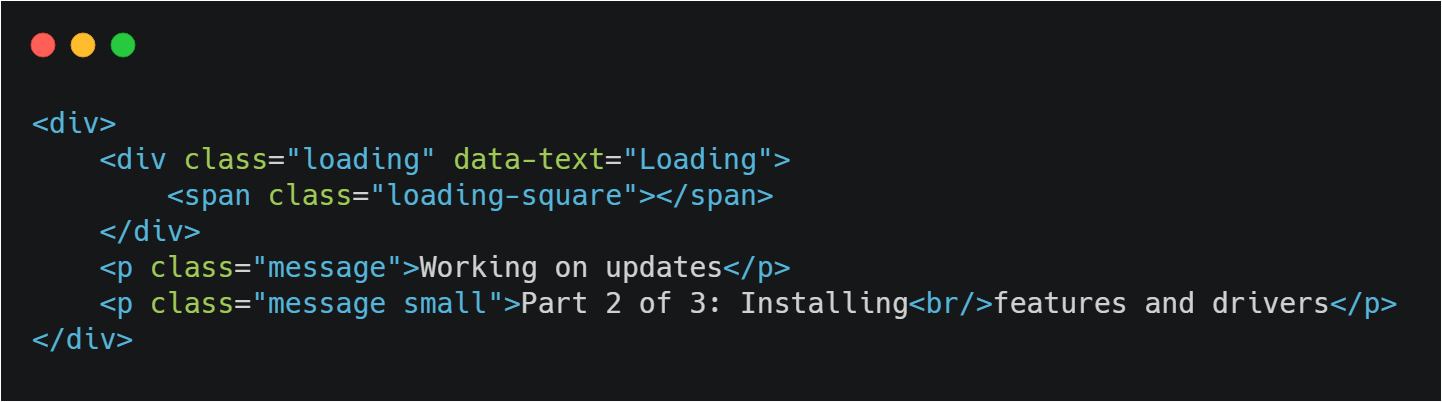 <div>
    <div class="loading" data-text="Loading">
        <span class="loading-square"></span>
    </div>
    <p class="message">Working on updates</p>
    <p class="message small">Part 2 of 3: Installing<br/>features and drivers</p>
</div>